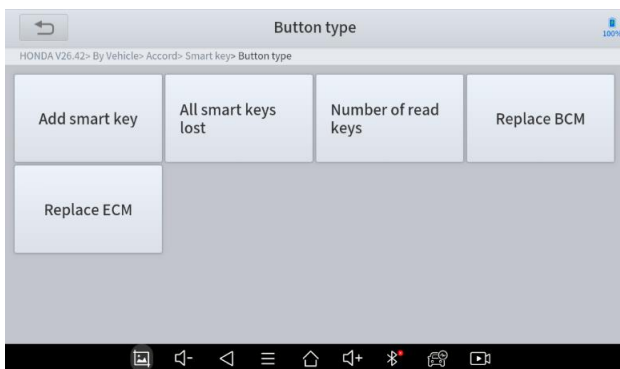 Button type
100%
HONDA V26.42> By Vehicle> Accord> Smart key> Button type
Add smart key
All smart keys
lost
Number of read
keys
Replace BCM
Replace ECM